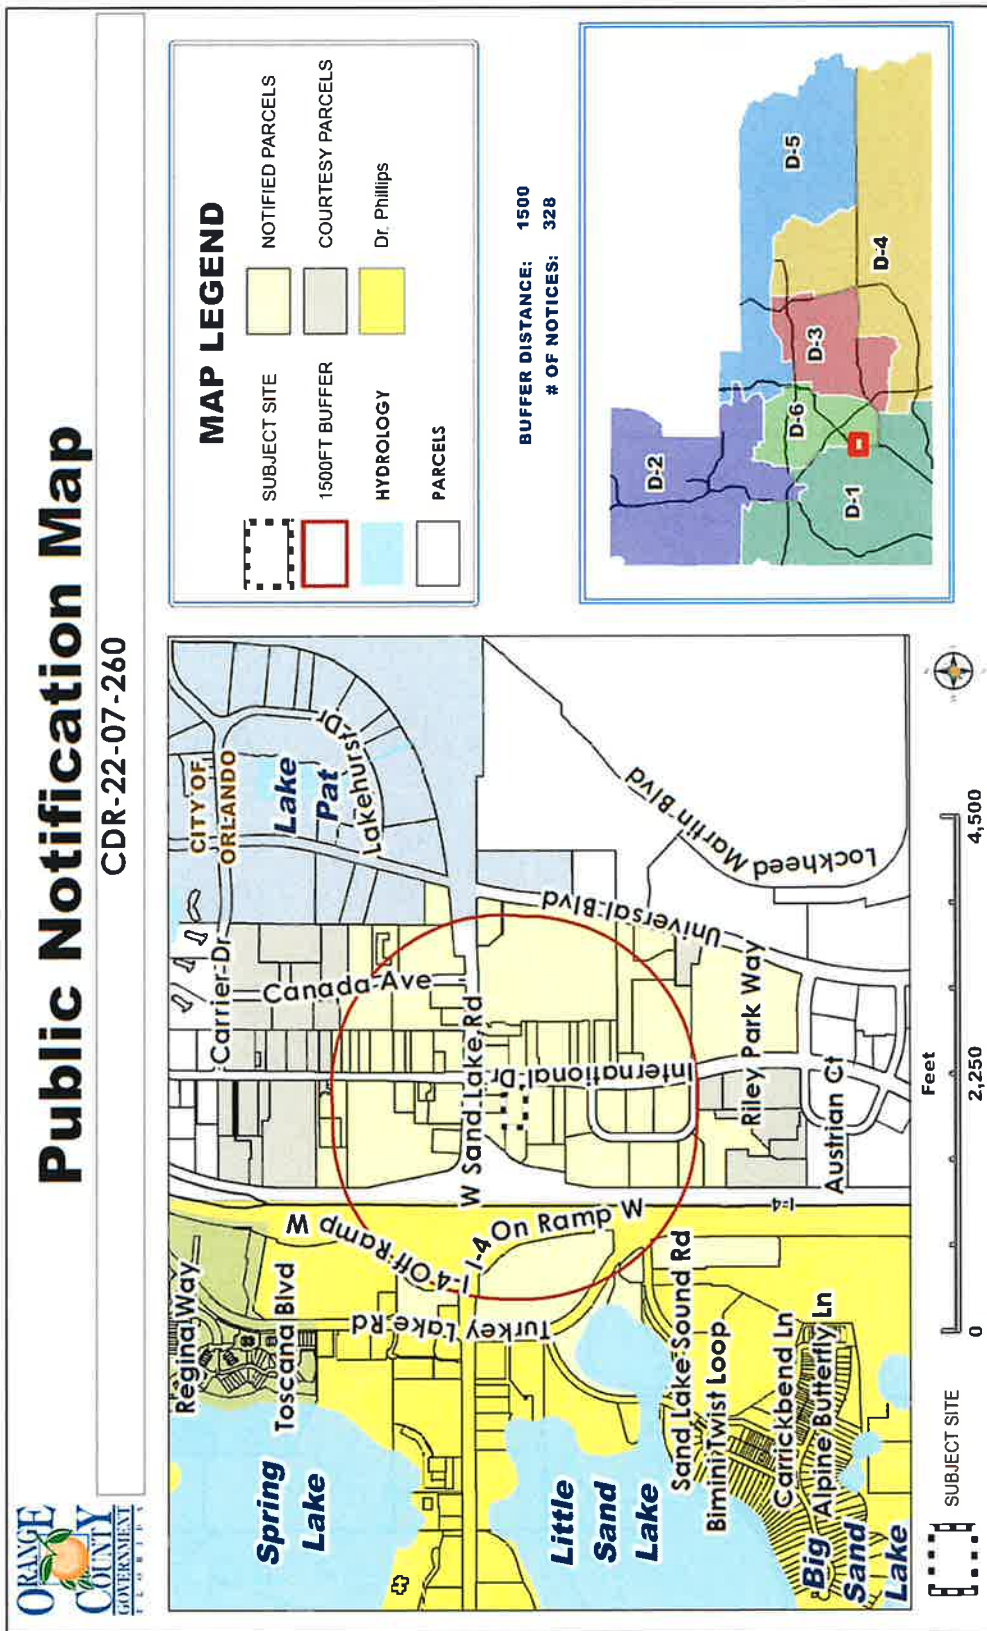 ORANGE
COUNTY
GOVERNMENT
FLORIDA
Public Notification Map
CDR-22-07-260
MAP LEGEND
SUBJECT SITE
1500FT BUFFER
HYDROLOGY
PARCELS
NOTIFIED PARCELS
COURTESY PARCELS
Dr. Phillips
BUFFER DISTANCE: 1500
# OF NOTICES: 328
D-2
D-5
D-6
D-3
D-4
D-1
Regina Way
Toscana Blvd
Spring
Lake
Turkey Lake Rd
I-4 Off Ramp W
I-4 On Ramp W
Carrier Dr
Canada Ave
CITY OF
ORLANDO
Lake
Pat
Lakehurst Dr
W Sand Lake Rd
International Dr
Universal Blvd
Lockheed Martin Blvd
Riley Park Way
Austrian Ct
I-4
Little
Sand
Lake
Sand Lake Sound Rd
Bimini Twist Loop
Carrickbend Ln
Alpine Butterfly Ln
Big
Sand
Lake
SUBJECT SITE
Feet
0
2,250
4,500